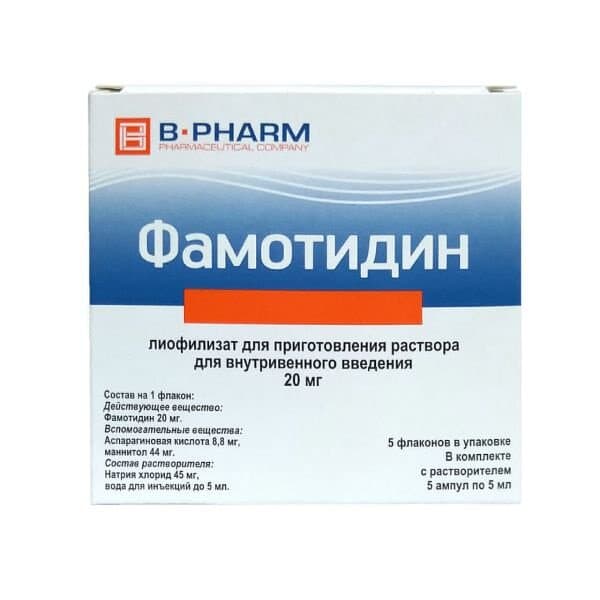 B·PHARM
PHARMACEUTICAL COMPANY
Фамотидин
лиофилизат для приготовления раствора
для внутривенного введения
20 мг
Состав на 1 флакон:
Действующее вещество:
Фамотидин 20 мг.
Вспомогательные вещества:
Аспарагиновая кислота 8,8 мг,
маннитол 44 мг.
Состав растворителя:
Натрия хлорид 45 мг,
вода для инъекций до 5 мл.
5 флаконов в упаковке
В комплекте
с растворителем
5 ампул по 5 мл